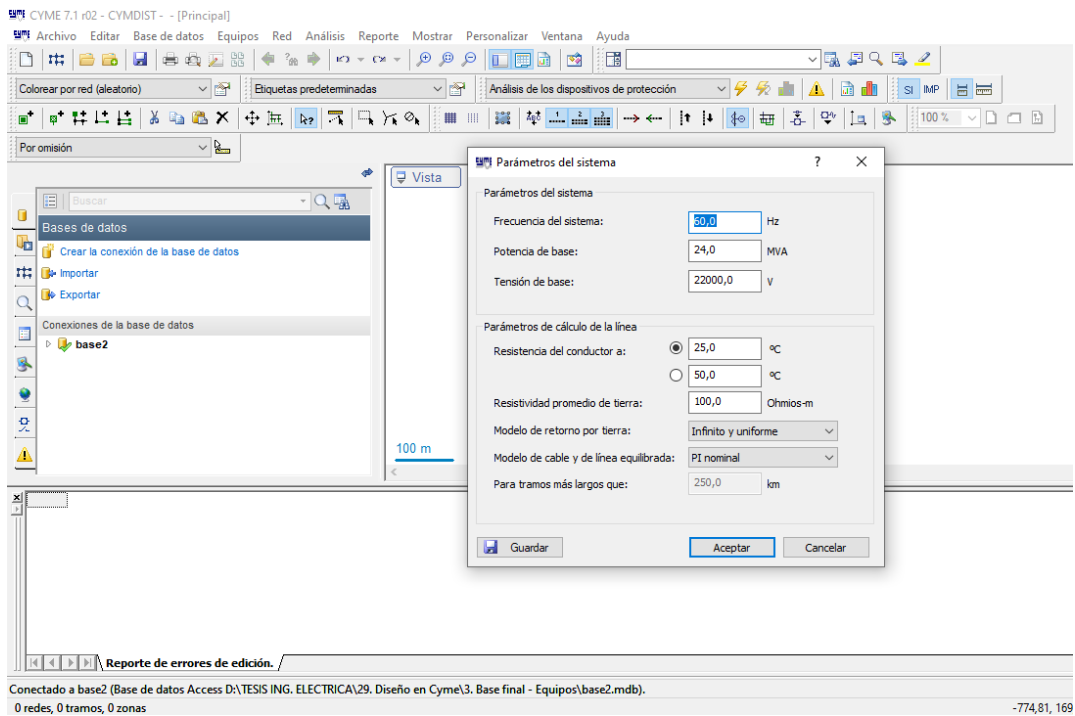 CYME 7.1 r02 - CYMDIST - - [Principal]
Archivo Editar Base de datos Equipos Red Análisis Reporte Mostrar Personalizar Ventana Ayuda
Colorear por red (aleatorio) Etiquetas predeterminadas Análisis de los dispositivos de protección SI IMP
100 %
Por omisión
Vista
Buscar
Bases de datos
Crear la conexión de la base de datos
Importar
Exportar
Conexiones de la base de datos
base2
100 m
Parámetros del sistema ? X
Parámetros del sistema
Frecuencia del sistema: 60,0 Hz
Potencia de base: 24,0 MVA
Tensión de base: 22000,0 V
Parámetros de cálculo de la línea
Resistencia del conductor a: 25,0 ºC
50,0 ºC
Resistividad promedio de tierra: 100,0 Ohmios-m
Modelo de retorno por tierra: Infinito y uniforme
Modelo de cable y de línea equilibrada: PI nominal
Para tramos más largos que: 250,0 km
Guardar Aceptar Cancelar
Reporte de errores de edición.
Conectado a base2 (Base de datos Access D:\TESIS ING. ELECTRICA\29. Diseño en Cyme\3. Base final - Equipos\base2.mdb).
0 redes, 0 tramos, 0 zonas -774,81, 169